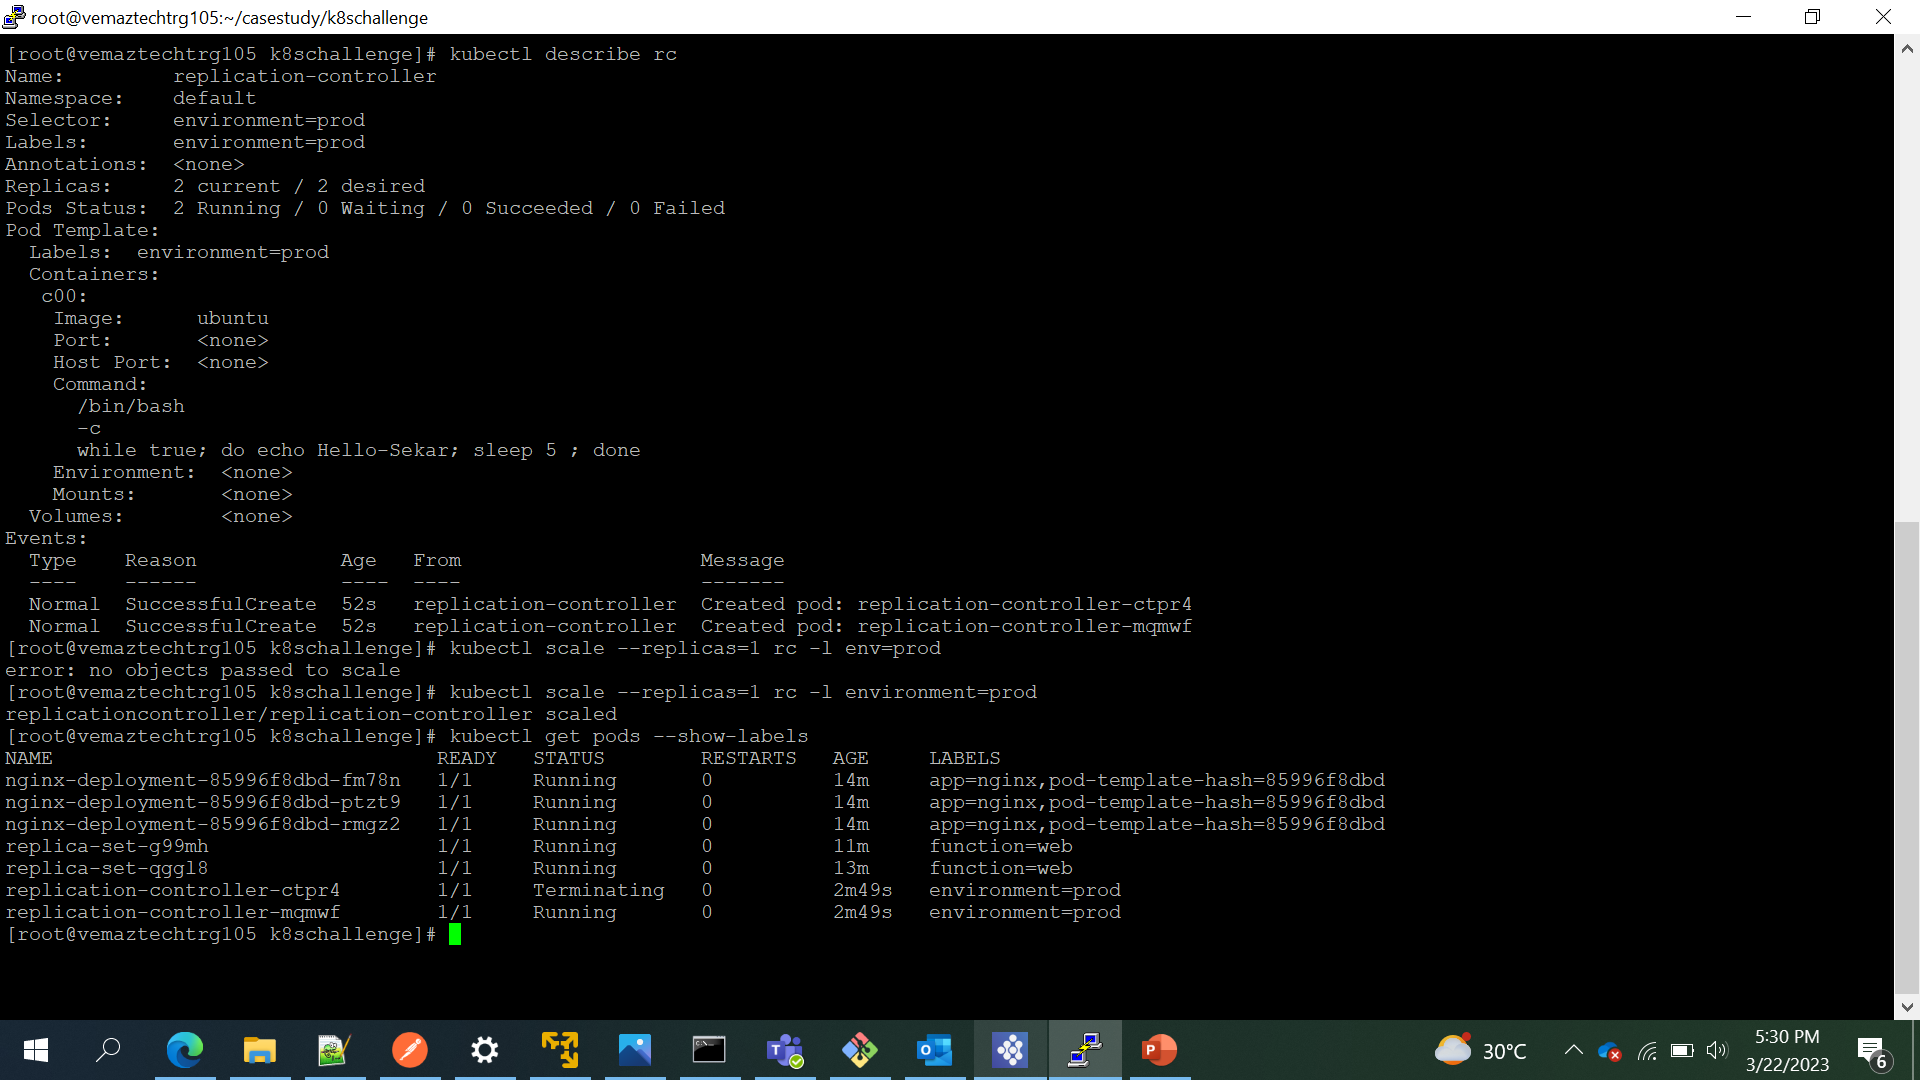 root@vemaztechtrg105:~/casestudy/k8schallenge
[root@vemaztechtrg105 k8schallenge]# kubectl describe rc
Name:         replication-controller
Namespace:    default
Selector:     environment=prod
Labels:       environment=prod
Annotations:  <none>
Replicas:     2 current / 2 desired
Pods Status:  2 Running / 0 Waiting / 0 Succeeded / 0 Failed
Pod Template:
  Labels:  environment=prod
  Containers:
   c00:
    Image:      ubuntu
    Port:       <none>
    Host Port:  <none>
    Command:
      /bin/bash
      -c
      while true; do echo Hello-Sekar; sleep 5 ; done
    Environment:  <none>
    Mounts:       <none>
  Volumes:        <none>
Events:
  Type    Reason            Age   From                    Message
  ----    ------            ----  ----                    -------
  Normal  SuccessfulCreate  52s   replication-controller  Created pod: replication-controller-ctpr4
  Normal  SuccessfulCreate  52s   replication-controller  Created pod: replication-controller-mqmwf
[root@vemaztechtrg105 k8schallenge]# kubectl scale --replicas=1 rc -l env=prod
error: no objects passed to scale
[root@vemaztechtrg105 k8schallenge]# kubectl scale --replicas=1 rc -l environment=prod
replicationcontroller/replication-controller scaled
[root@vemaztechtrg105 k8schallenge]# kubectl get pods --show-labels
NAME                                READY   STATUS        RESTARTS   AGE     LABELS
nginx-deployment-85996f8dbd-fm78n   1/1     Running       0          14m     app=nginx,pod-template-hash=85996f8dbd
nginx-deployment-85996f8dbd-ptzt9   1/1     Running       0          14m     app=nginx,pod-template-hash=85996f8dbd
nginx-deployment-85996f8dbd-rmgz2   1/1     Running       0          14m     app=nginx,pod-template-hash=85996f8dbd
replica-set-g99mh                   1/1     Running       0          11m     function=web
replica-set-qggl8                   1/1     Running       0          13m     function=web
replication-controller-ctpr4        1/1     Terminating   0          2m49s   environment=prod
replication-controller-mqmwf        1/1     Running       0          2m49s   environment=prod
[root@vemaztechtrg105 k8schallenge]#
30°C
5:30 PM
3/22/2023
6